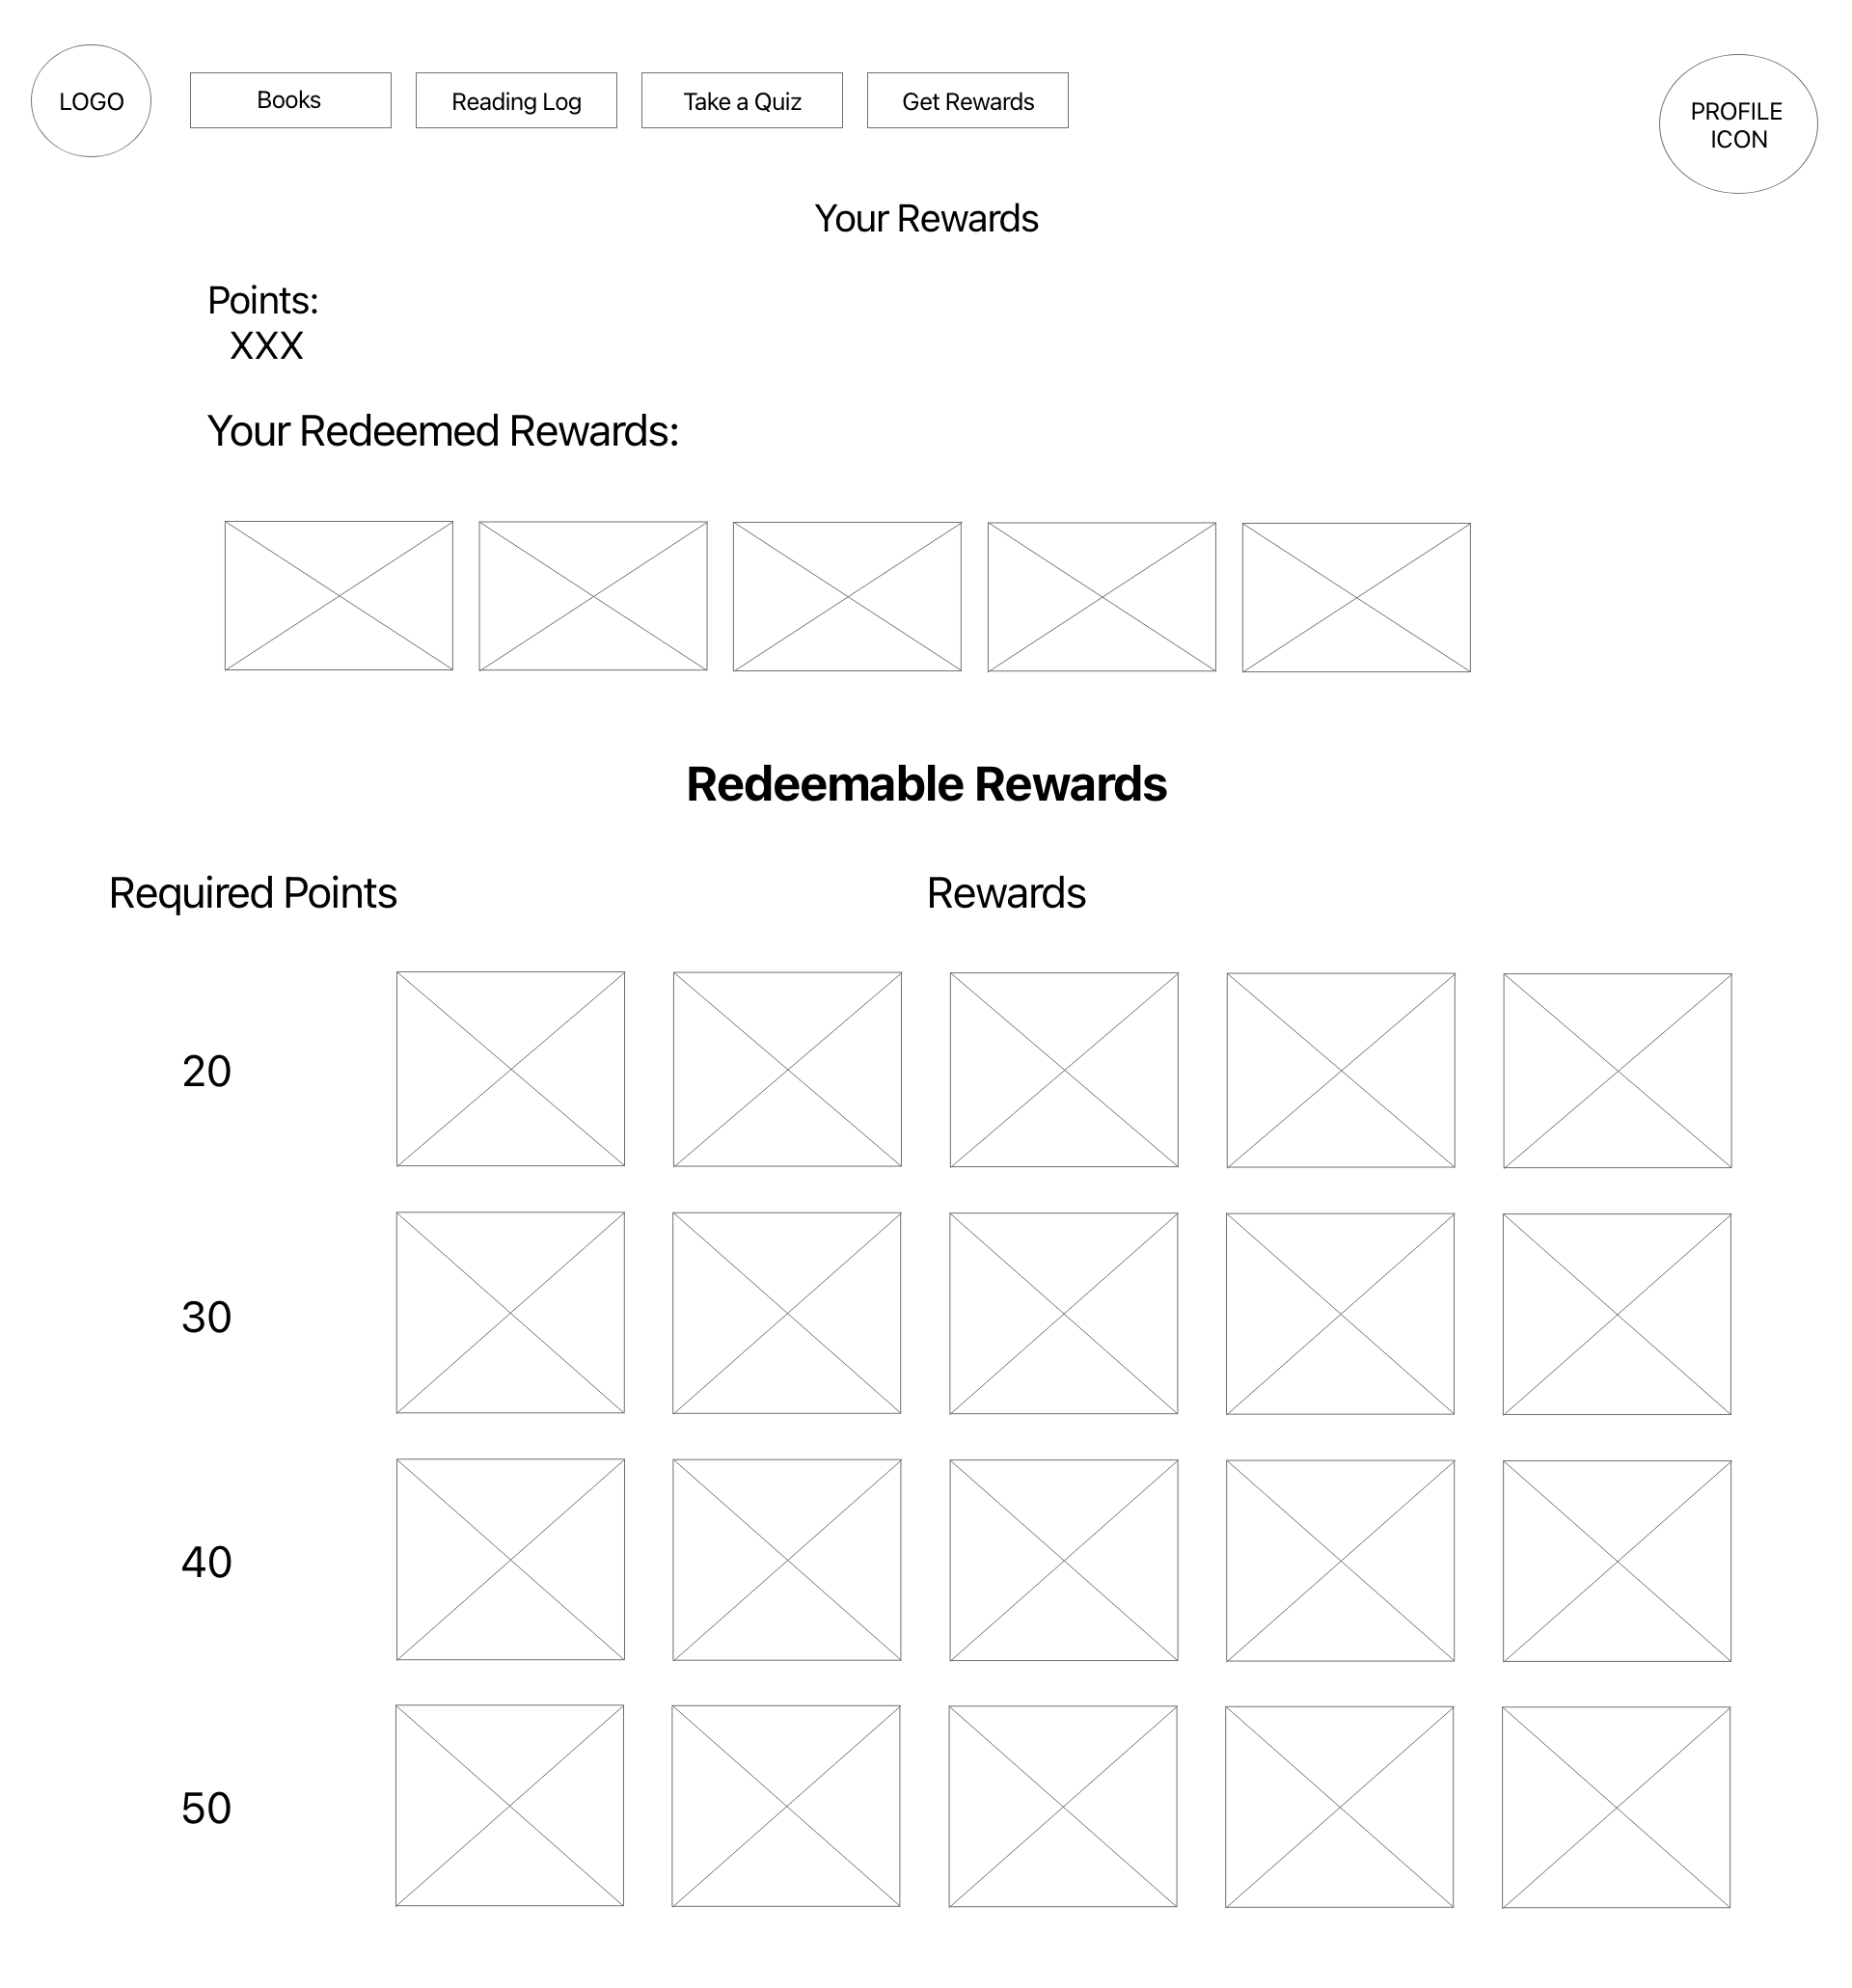 LOGO
Books
Reading Log
Take a Quiz
Get Rewards
PROFILE
ICON
Your Rewards
Points:
XXX
Your Redeemed Rewards:
Redeemable Rewards
Required Points
Rewards
20
30
40
50